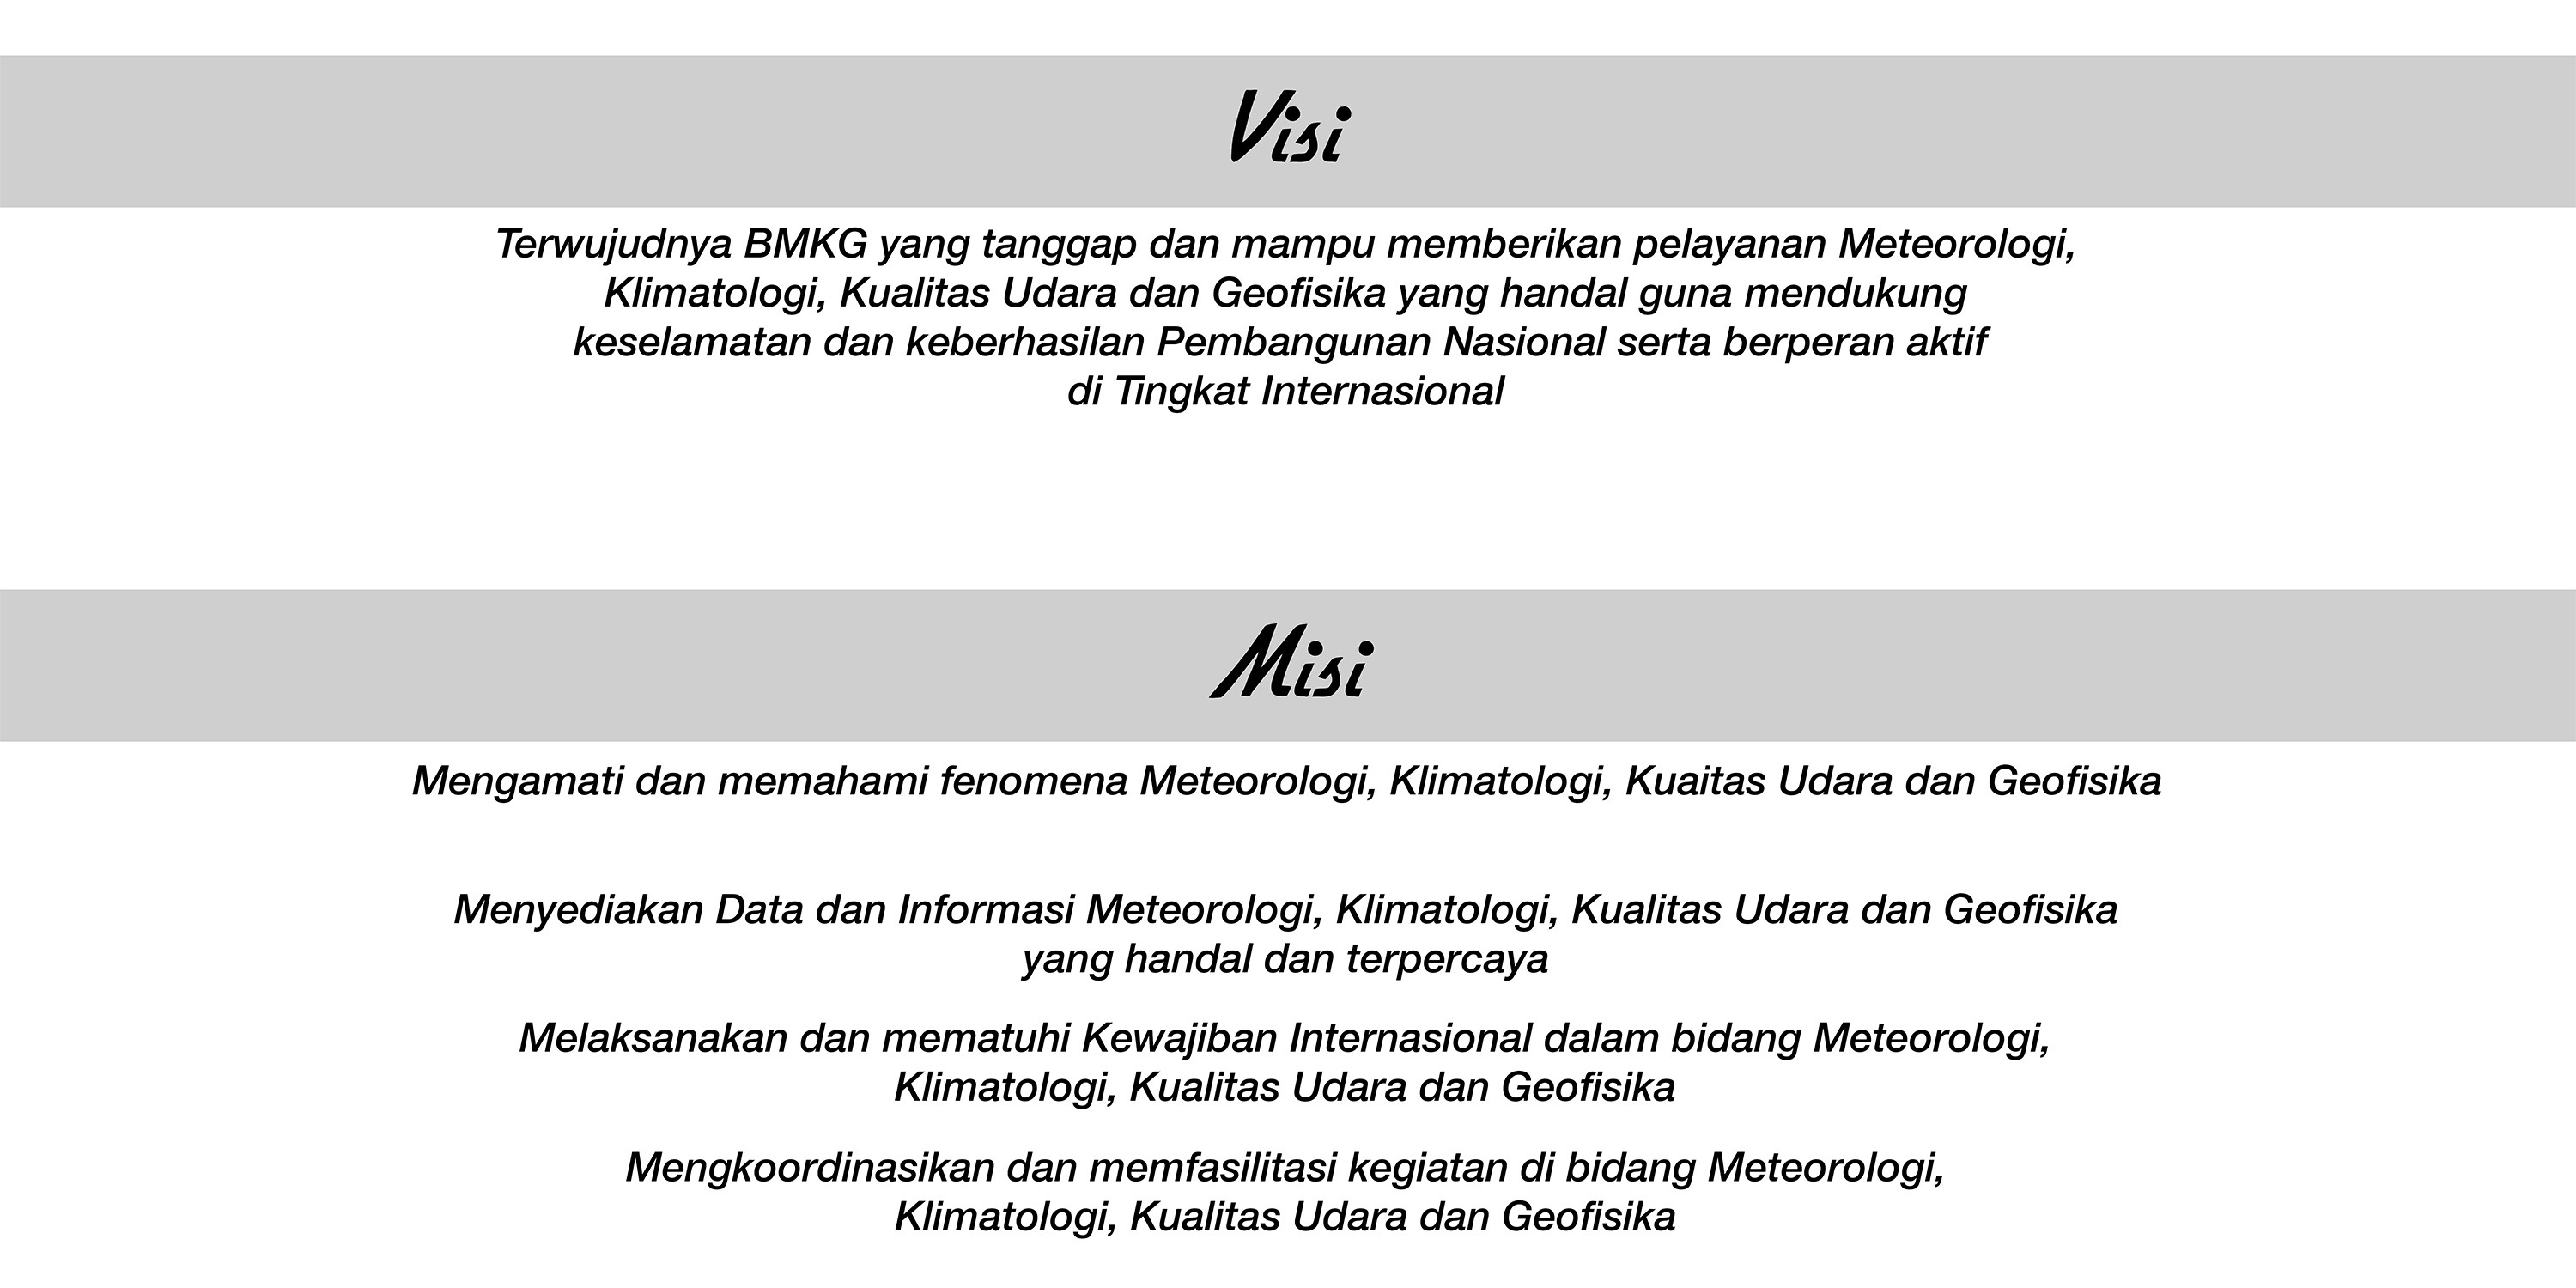 Visi
Terwujudnya BMKG yang tanggap dan mampu memberikan pelayanan Meteorologi,
Klimatologi, Kualitas Udara dan Geofisika yang handal guna mendukung
keselamatan dan keberhasilan Pembangunan Nasional serta berperan aktif
di Tingkat Internasional
Misi
Mengamati dan memahami fenomena Meteorologi, Klimatologi, Kuaitas Udara dan Geofisika
Menyediakan Data dan Informasi Meteorologi, Klimatologi, Kualitas Udara dan Geofisika
yang handal dan terpercaya
Melaksanakan dan mematuhi Kewajiban Internasional dalam bidang Meteorologi,
Klimatologi, Kualitas Udara dan Geofisika
Mengkoordinasikan dan memfasilitasi kegiatan di bidang Meteorologi,
Klimatologi, Kualitas Udara dan Geofisika